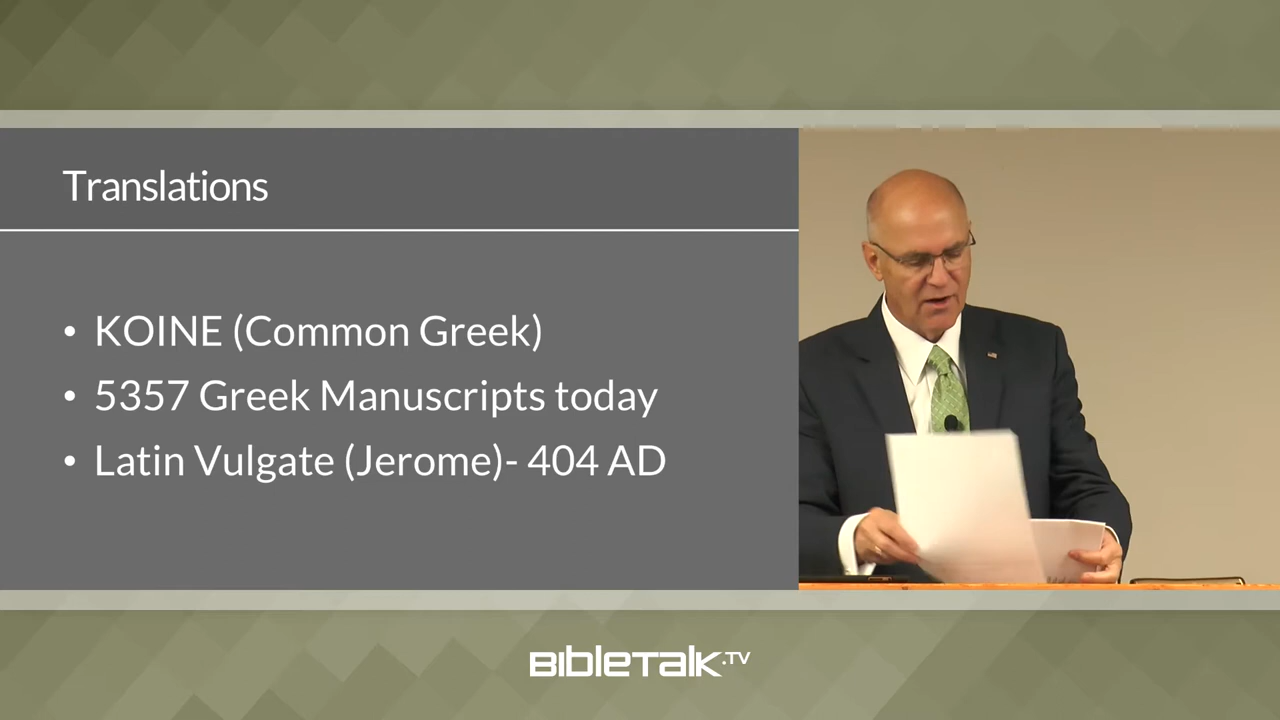 Translations
• KOINE (Common Greek)
• 5357 Greek Manuscripts today
• Latin Vulgate (Jerome)- 404 AD
BibleTalk.TV